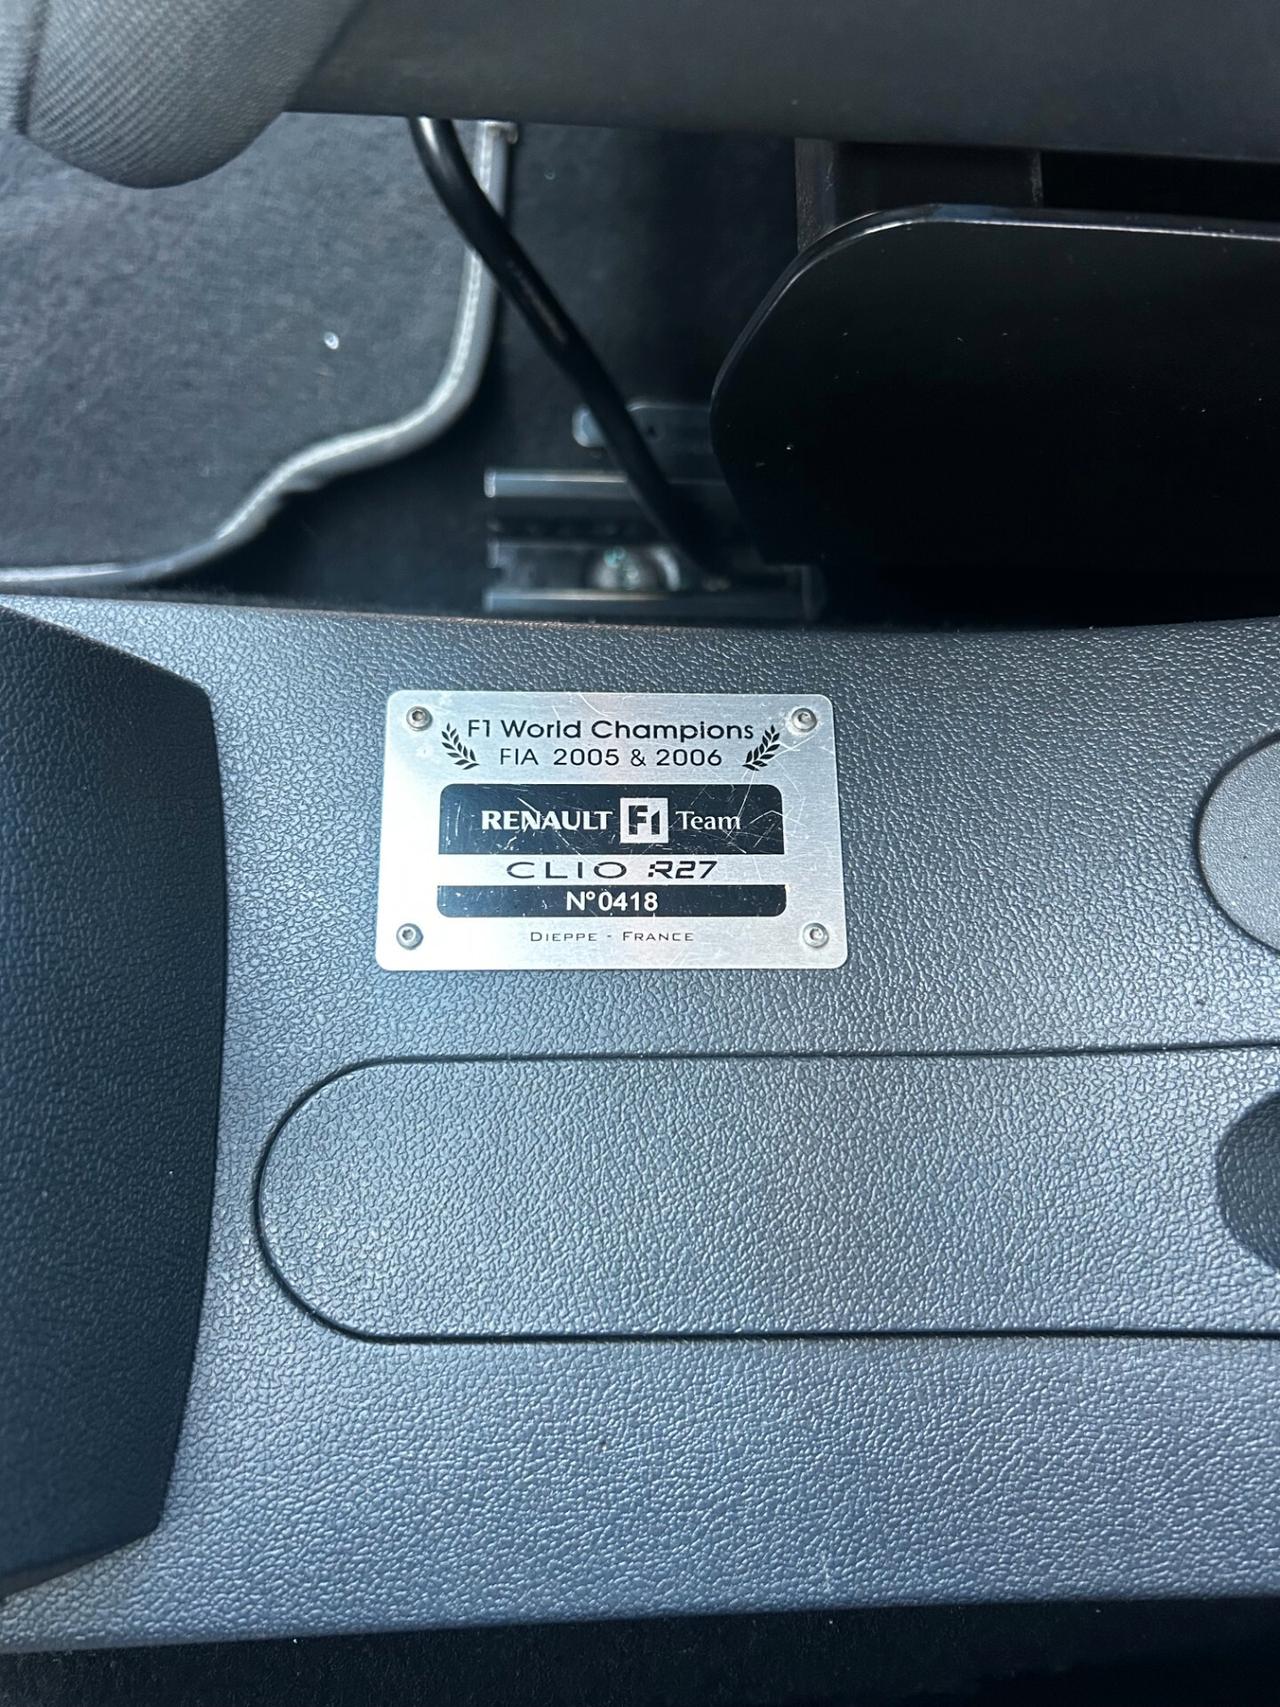 F1 World Champions
FIA 2005 & 2006
RENAULT F1 Team
CLIO R27
N°0418
DIEPPE - FRANCE